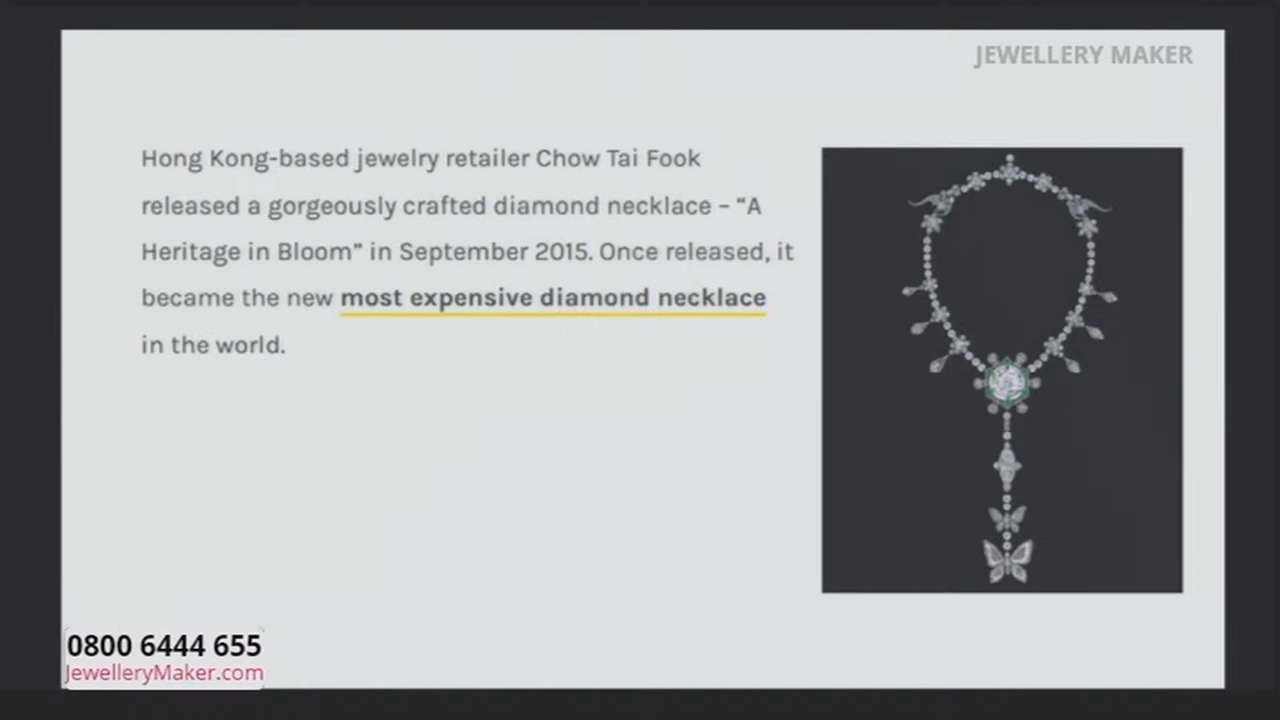 JEWELLERY MAKER
Hong Kong-based jewelry retailer Chow Tai Fook
released a gorgeously crafted diamond necklace – “A
Heritage in Bloom” in September 2015. Once released, it
became the new most expensive diamond necklace
in the world.
0800 6444 655
JewelleryMaker.com